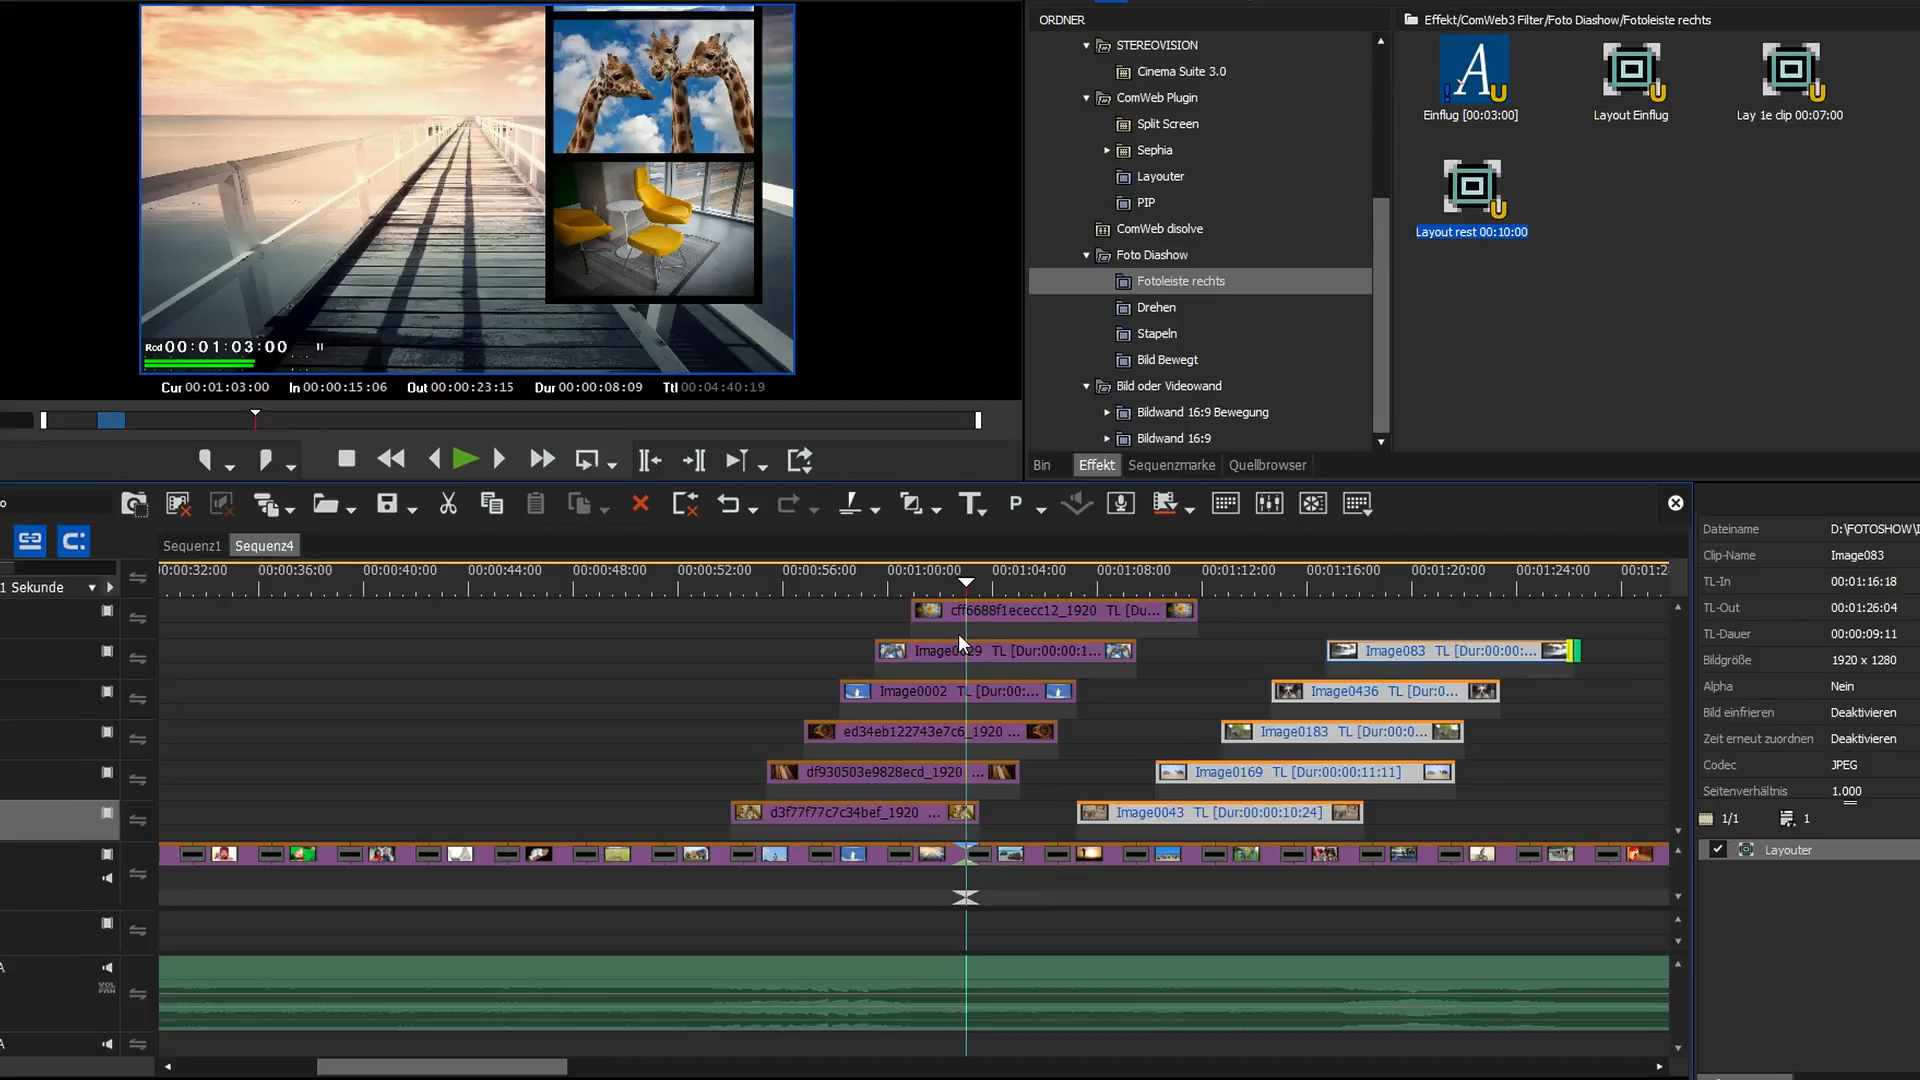 Rcd 00:01:03:00
Cur 00:01:03:00 In 00:00:15:06 Out 00:00:23:15 Dur 00:00:08:09 Ttl 00:04:40:19
ORDNER
STEREOVISION
Cinema Suite 3.0
ComWeb Plugin
Split Screen
Sephia
Layouter
PIP
ComWeb disolve
Foto Diashow
Fotoleiste rechts
Drehen
Stapeln
Bild Bewegt
Bild oder Videowand
Bildwand 16:9 Bewegung
Bildwand 16:9
Bin Effekt Sequenzmarke Quellbrowser
Effekt/ComWeb3 Filter/Foto Diashow/Fotoleiste rechts
Einflug [00:03:00] Layout Einflug Lay 1e clip 00:07:00
Layout rest 00:10:00
Sequenz1 Sequenz4
1 Sekunde
00:00:32:00 00:00:36:00 00:00:40:00 00:00:44:00 00:00:48:00 00:00:52:00 00:00:56:00 00:01:00:00 00:01:04:00 00:01:08:00 00:01:12:00 00:01:16:00 00:01:20:00 00:01:24:00 00:01:2
cff6688f1ececc12_1920 TL [Du...
Image0029 TL [Dur:00:00:1... Image083 TL [Dur:00:00:...
Image0002 TL [Dur:00:... Image0436 TL [Dur:0...
ed34eb122743e7c6_1920 ... Image0183 TL [Dur:00:0...
df930503e9828ecd_1920 ... Image0169 TL [Dur:00:00:11:11]
d3f77f77c7c34bef_1920 ... Image0043 TL [Dur:00:00:10:24]
VOL
PAN
Dateiname D:\FOTOSHOW\
Clip-Name Image083
TL-In 00:01:16:18
TL-Out 00:01:26:04
TL-Dauer 00:00:09:11
Bildgröße 1920 x 1280
Alpha Nein
Bild einfrieren Deaktivieren
Zeit erneut zuordnen Deaktivieren
Codec JPEG
Seitenverhältnis 1.000
1/1 1
Layouter